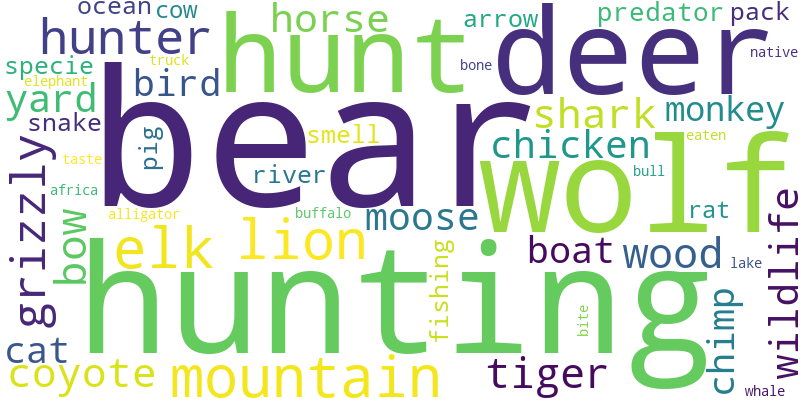 ocean
cow
horse
arrow
predator
pack
hunter
hunt
deer
native
truck
specie
bone
bird
elephant
yard
bear
shark
monkey
snake
smell
chicken
eaten
pig
wolf
taste
river
bull
africa
grizzly
bow
alligator
buffalo
moose
rat
elk
lion
boat
wood
wildlife
lake
hunting
fishing
bite
chimp
cat
coyote
mountain
tiger
whale